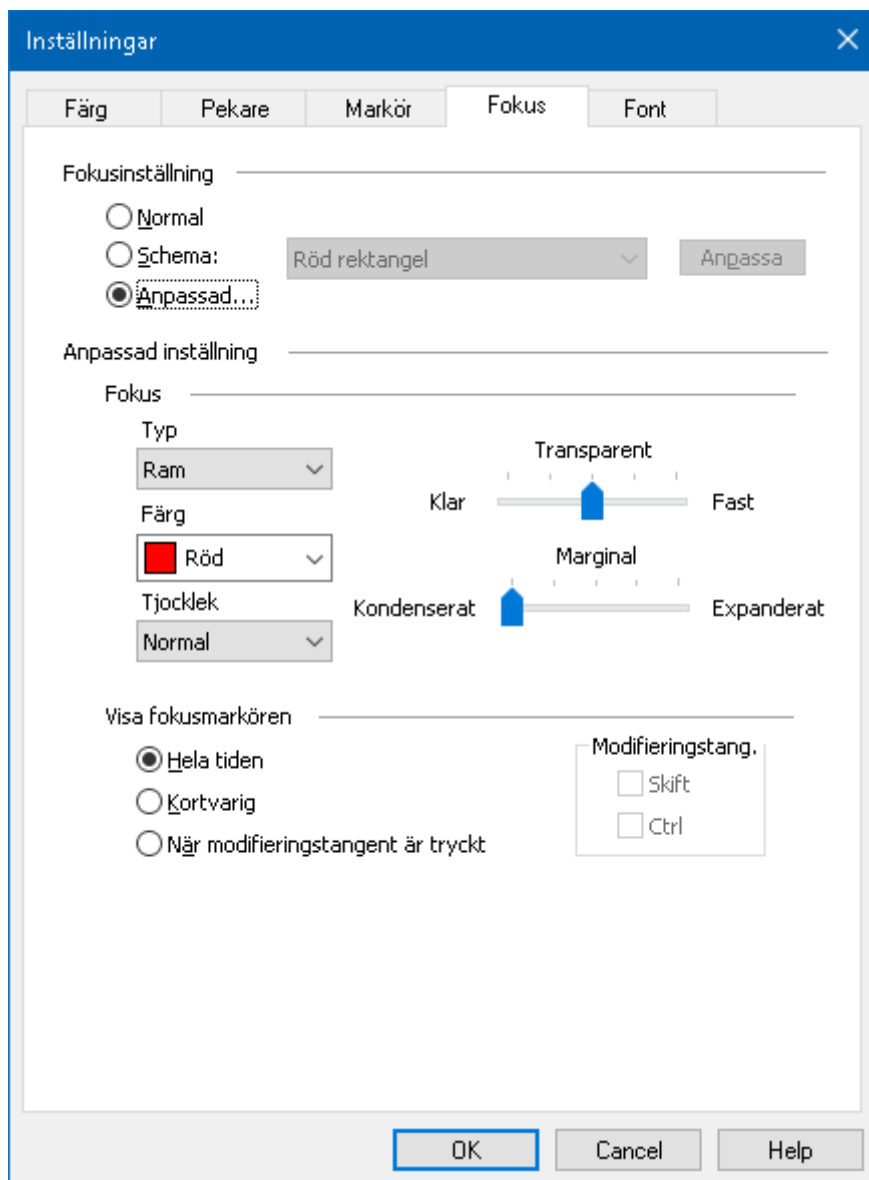 Inställningar
Färg Pekare Markör Fokus Font
Fokusinställning
Normal
Schema: Röd rektangel Anpassa
Anpassad...
Anpassad inställning
Fokus
Typ
Transparent
Ram
Klar Fast
Färg
Röd
Marginal
Tjocklek
Kondenserat Expanderat
Normal
Visa fokusmarkören
Modifieringstang.
Hela tiden
Skift
Kortvarig
Ctrl
När modifieringstangent är tryckt
OK Cancel Help